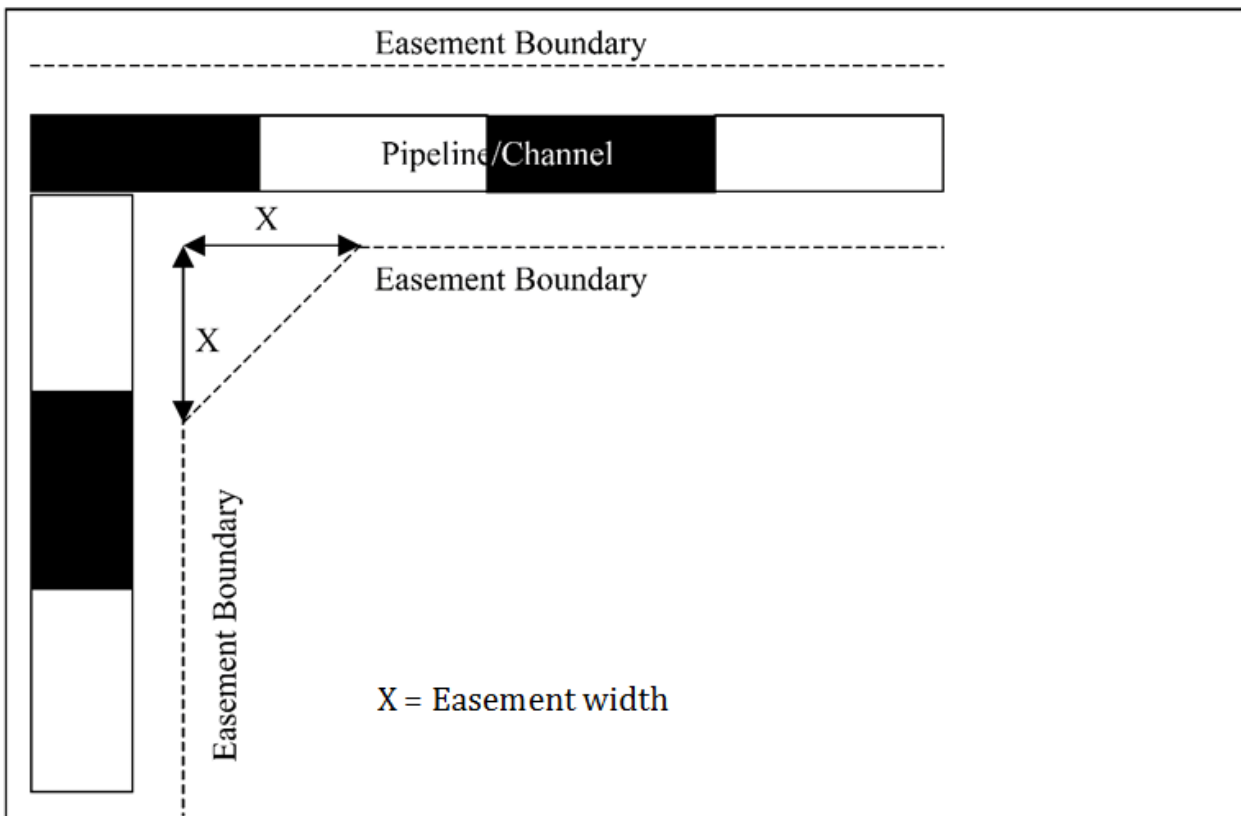 Easement Boundary
Pipeline/Channel
X
Easement Boundary
X
Easement Boundary
X = Easement width